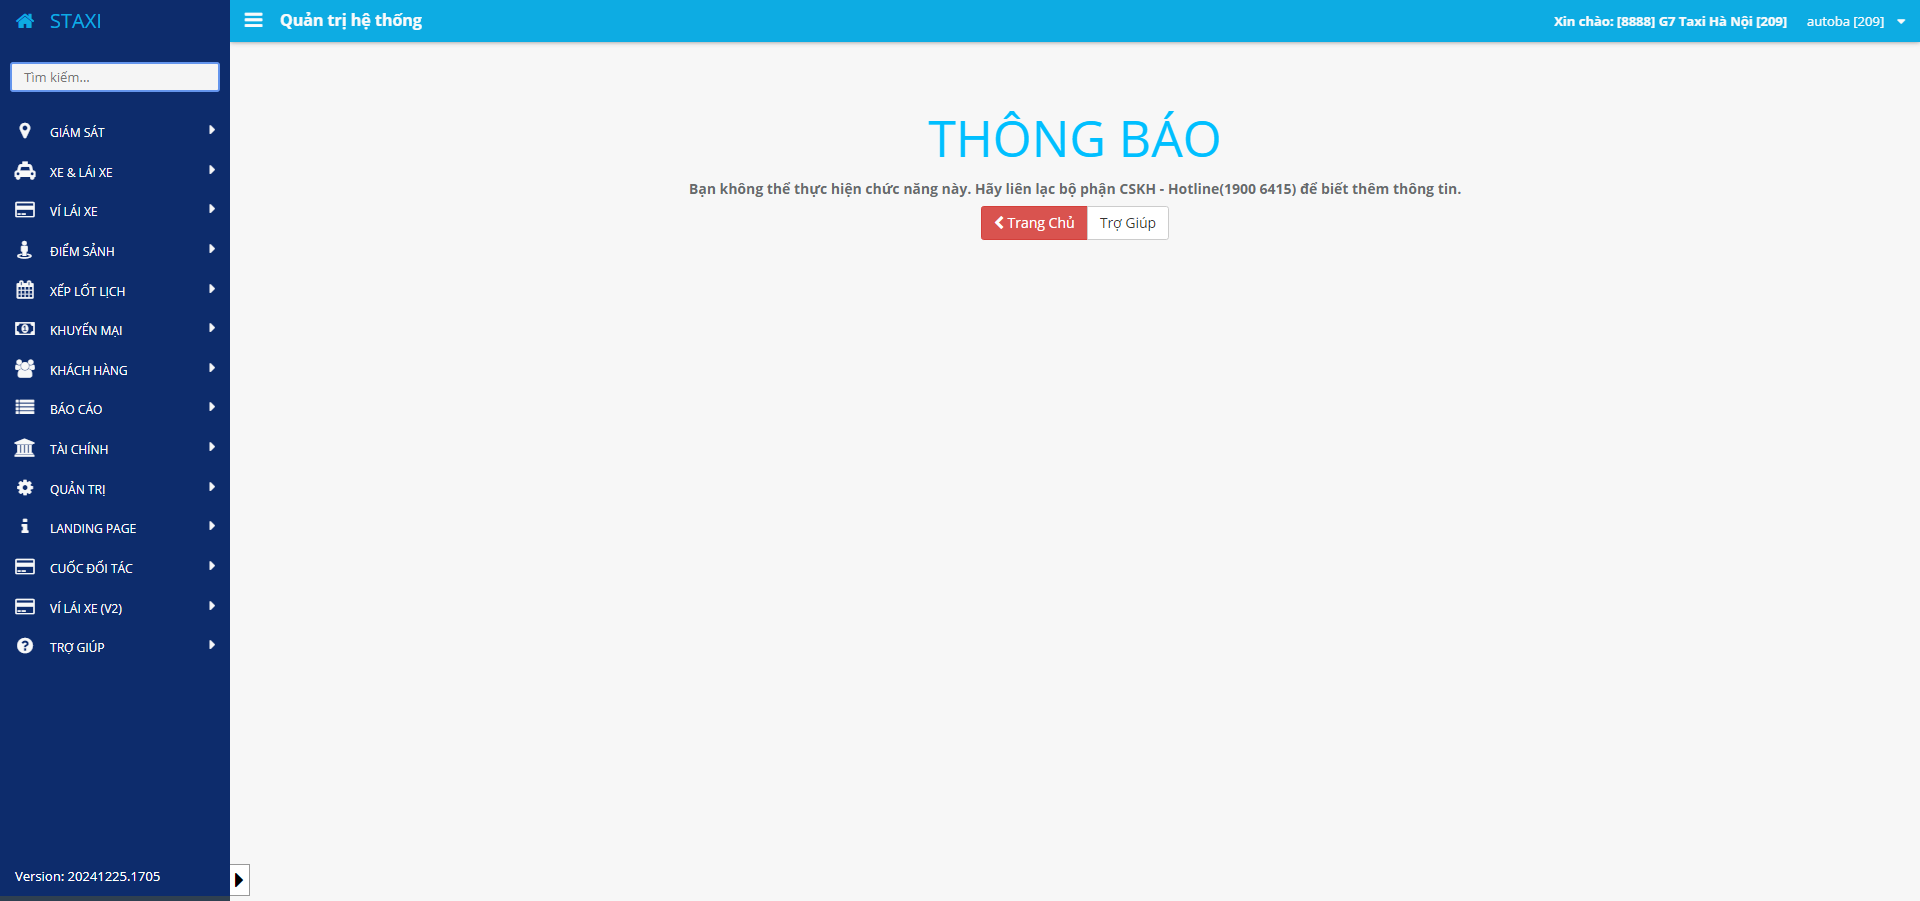 STAXI
Quản trị hệ thống
Xin chào: [8888] G7 Taxi Hà Nội [209]
autoba [209]
Tìm kiếm...
GIÁM SÁT
XE & LÁI XE
VÍ LÁI XE
ĐIỂM SẢNH
XẾP LỐT LỊCH
KHUYẾN MẠI
KHÁCH HÀNG
BÁO CÁO
TÀI CHÍNH
QUẢN TRỊ
LANDING PAGE
CUỐC ĐỐI TÁC
VÍ LÁI XE (V2)
TRỢ GIÚP
Version: 20241225.1705
THÔNG BÁO
Bạn không thể thực hiện chức năng này. Hãy liên lạc bộ phận CSKH - Hotline(1900 6415) để biết thêm thông tin.
Trang Chủ
Trợ Giúp